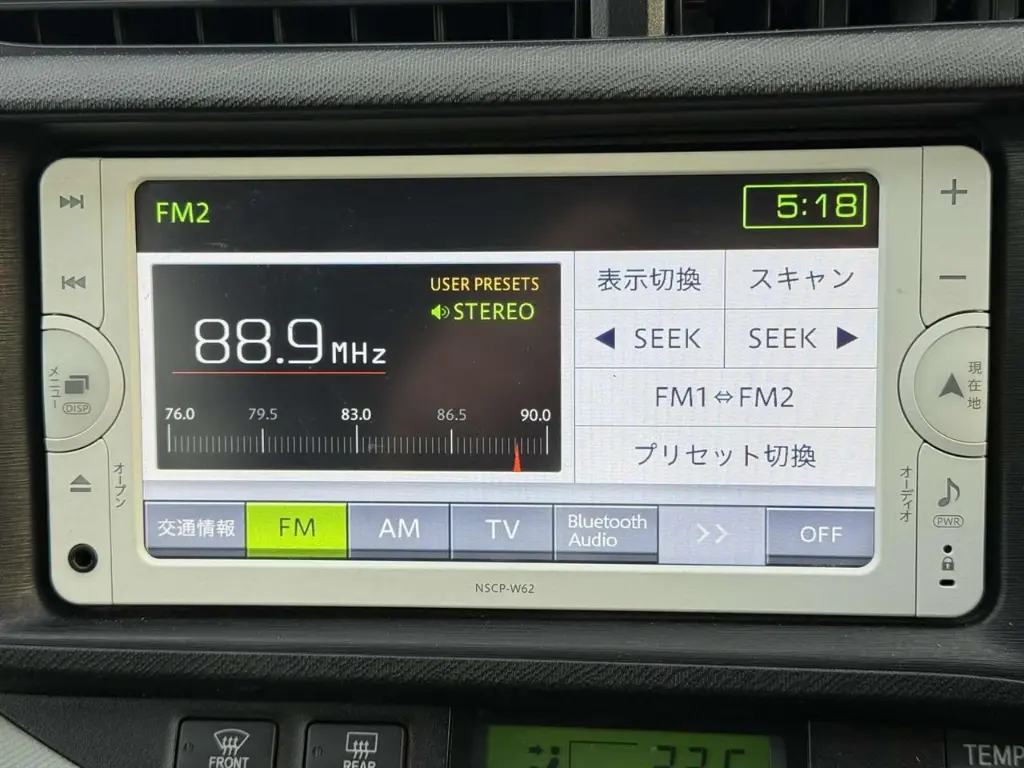 FM2
5:18
USER PRESETS
STEREO
88.9MHz
76.0 79.5 83.0 86.5 90.0
表示切換
スキャン
SEEK
SEEK
FM1⇔FM2
プリセット切換
メニュー
DISP
現在地
オープン
オーディオ
PWR
交通情報
FM
AM
TV
Bluetooth
Audio
>>
OFF
NSCP-W62
FRONT
REAR
TEMP